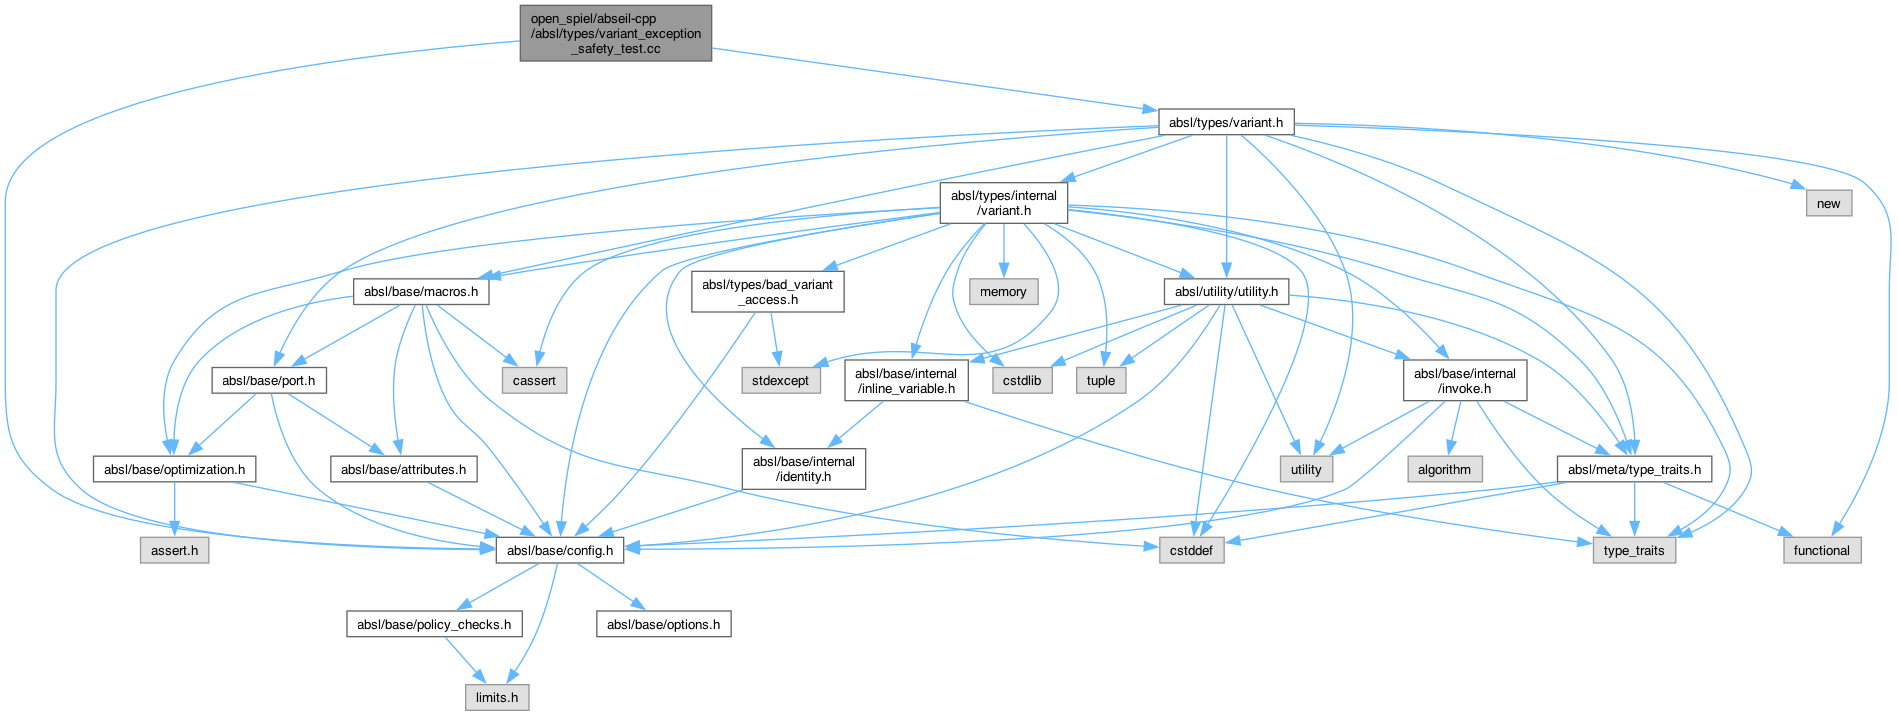 open_spiel/abseil-cpp
/absl/types/variant_exception
_safety_test.cc
absl/types/variant.h
absl/types/internal
/variant.h
new
absl/base/macros.h
absl/types/bad_variant
_access.h
memory
absl/utility/utility.h
absl/base/port.h
cassert
stdexcept
absl/base/internal
/inline_variable.h
cstdlib
tuple
absl/base/internal
/invoke.h
absl/base/optimization.h
absl/base/attributes.h
absl/base/internal
/identity.h
utility
algorithm
absl/meta/type_traits.h
assert.h
absl/base/config.h
cstddef
type_traits
functional
absl/base/policy_checks.h
absl/base/options.h
limits.h